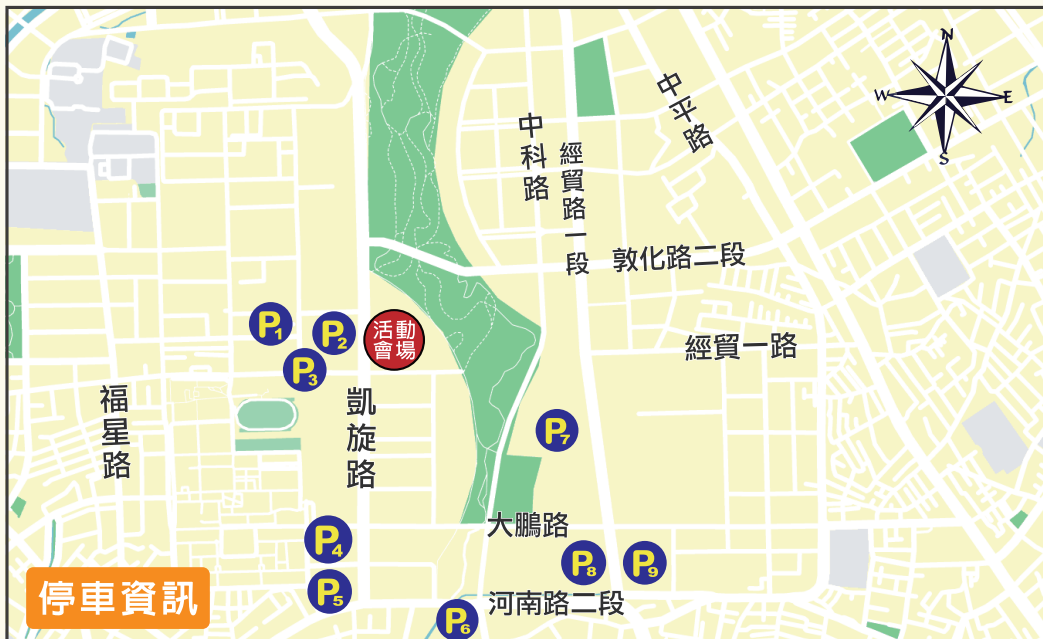 N
W
E
S
中平路
中科路
經貿路一段
敦化路二段
P1
P2
活動
會場
經貿一路
P3
福星路
凱旋路
P7
大鵬路
P4
P8
P9
P5
河南路二段
P6
停車資訊